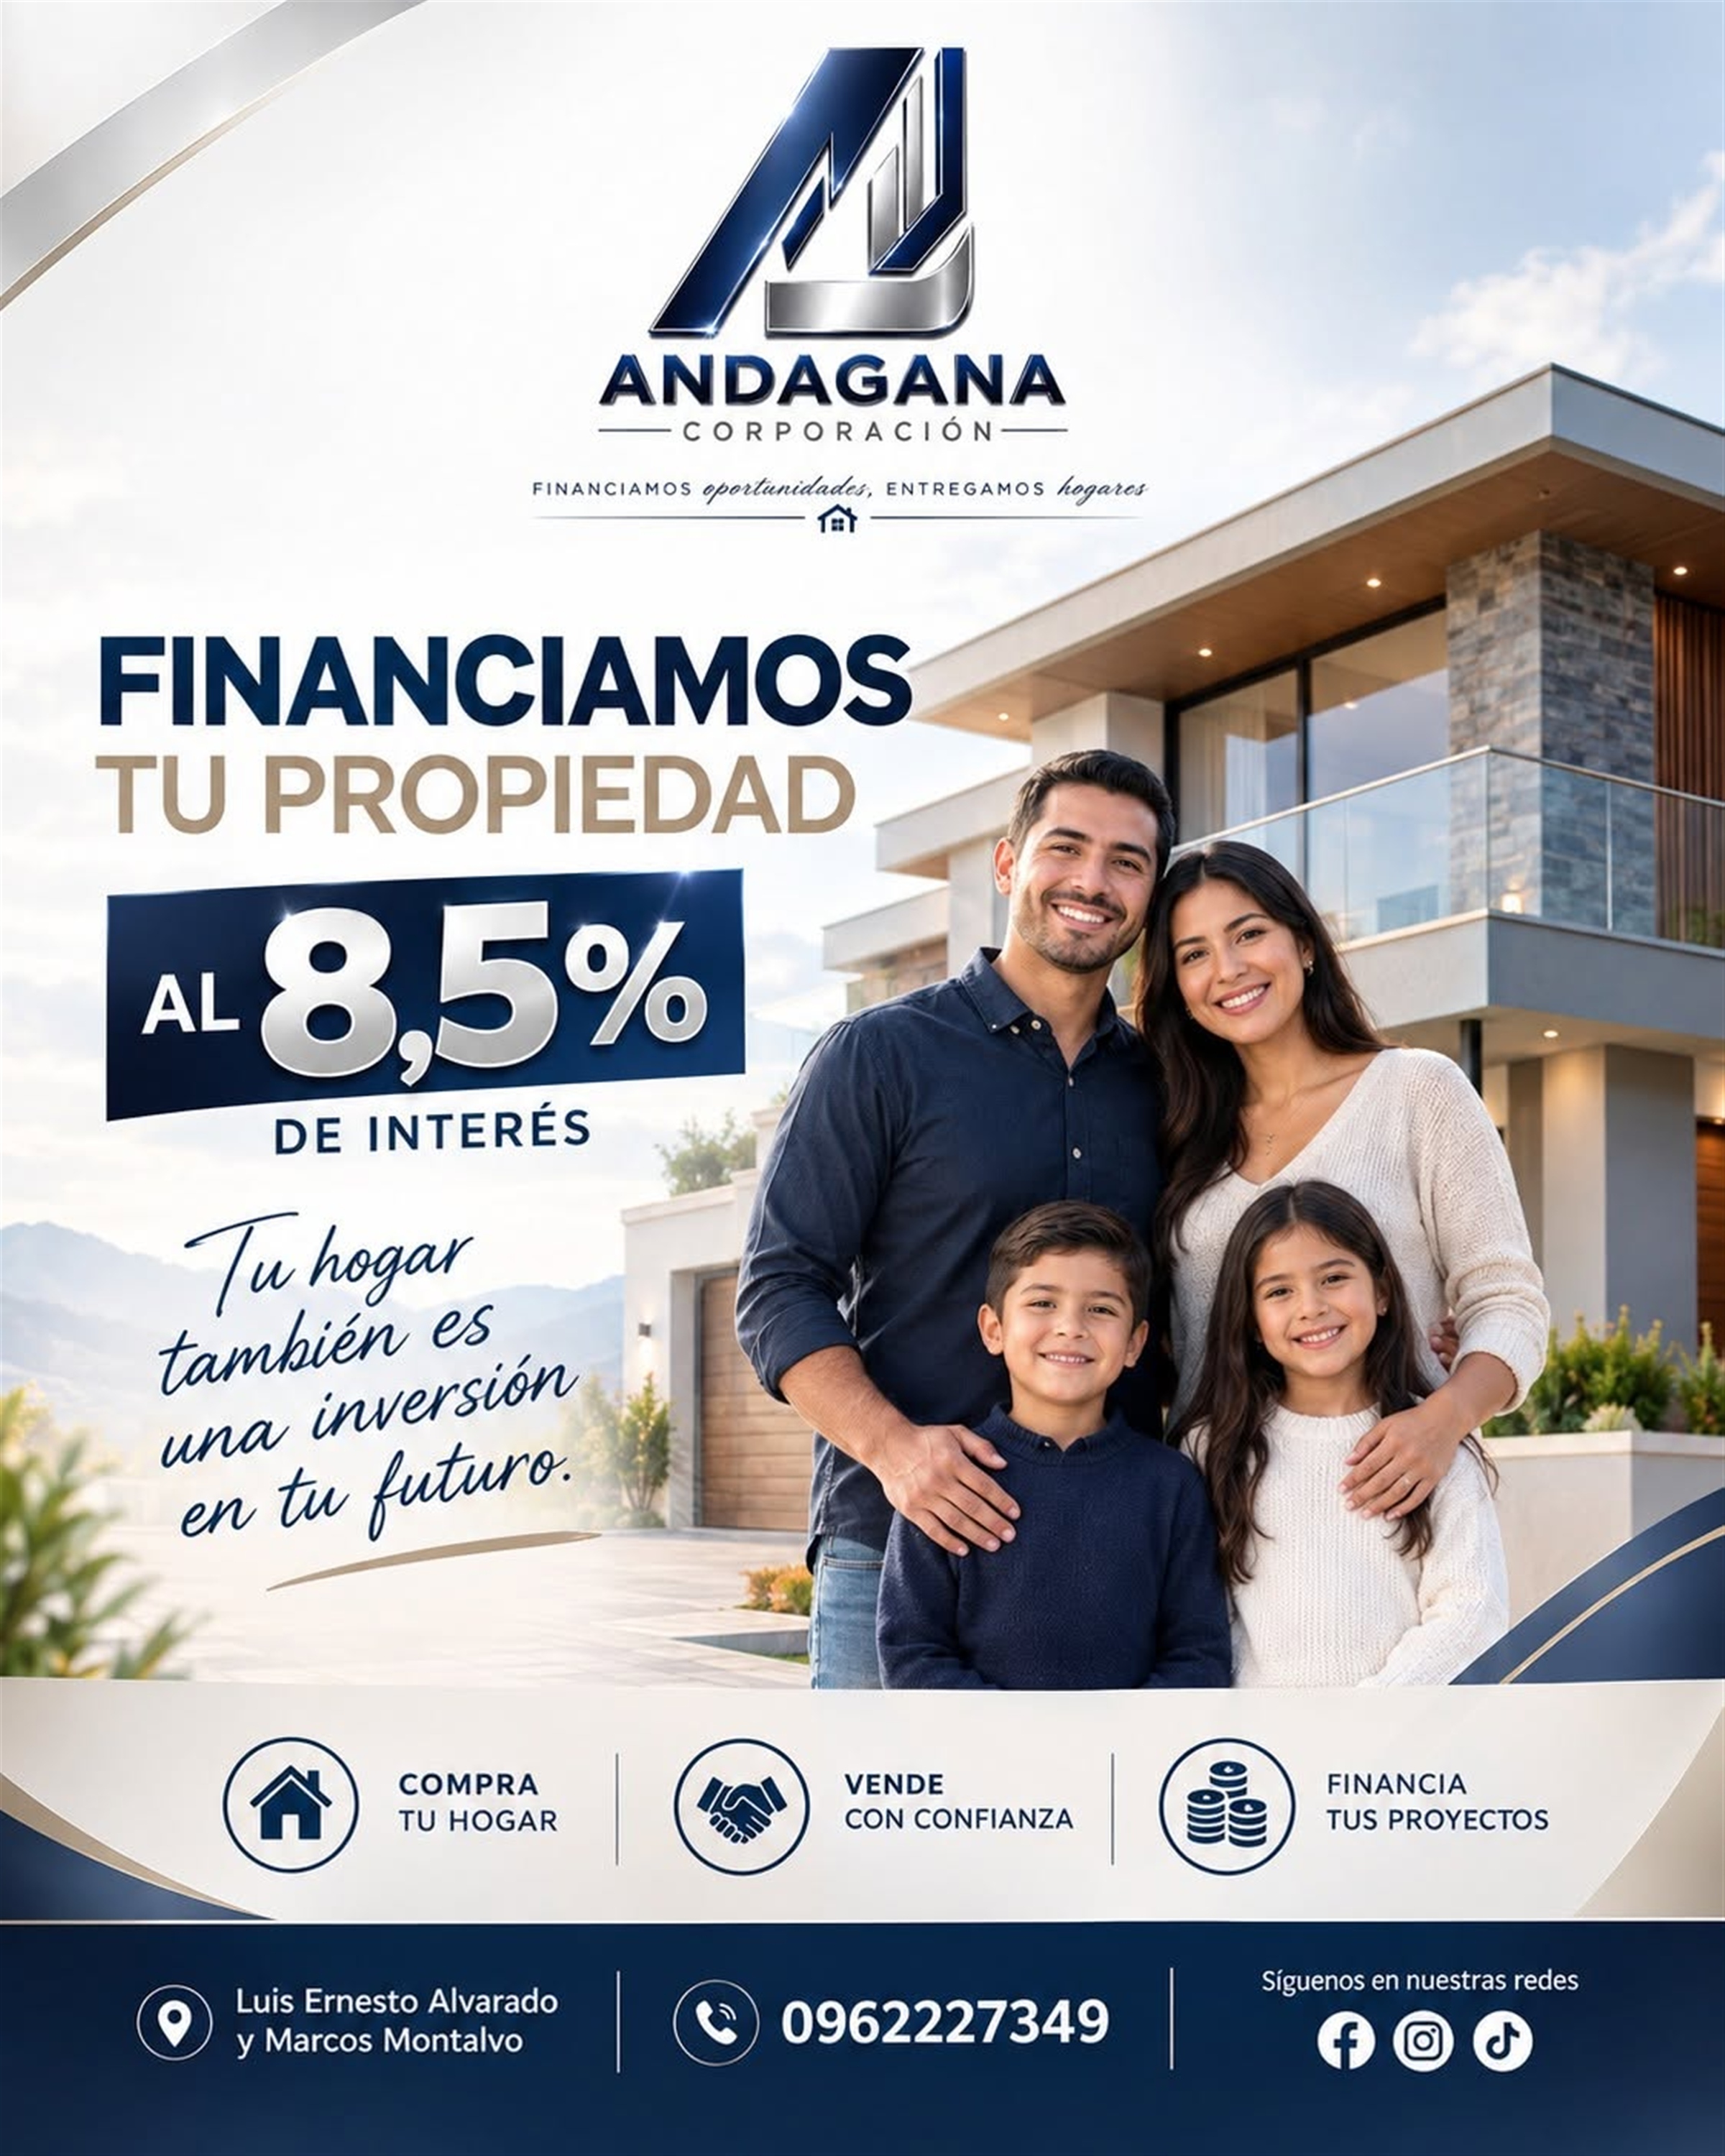 ANDAGANA
CORPORACIÓN
FINANCIAMOS oportunidades, ENTREGAMOS hogares
FINANCIAMOS
TU PROPIEDAD
AL 8,5%
DE INTERÉS
Tu hogar
también es
una inversión
en tu futuro.
COMPRA
TU HOGAR
VENDE
CON CONFIANZA
FINANCIA
TUS PROYECTOS
Luis Ernesto Alvarado
y Marcos Montalvo
0962227349
Síguenos en nuestras redes